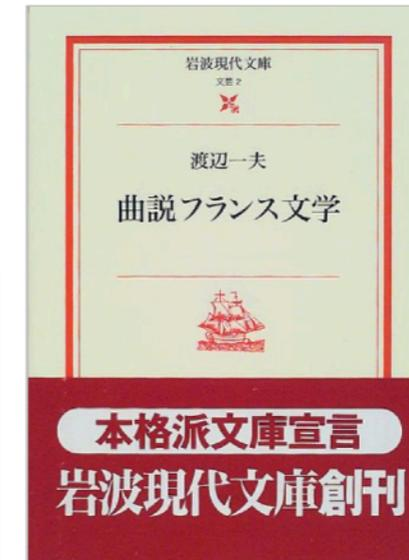 岩波現代文庫
文芸2
渡辺一夫
曲説フランス文学
本格派文庫宣言
岩波現代文庫創刊